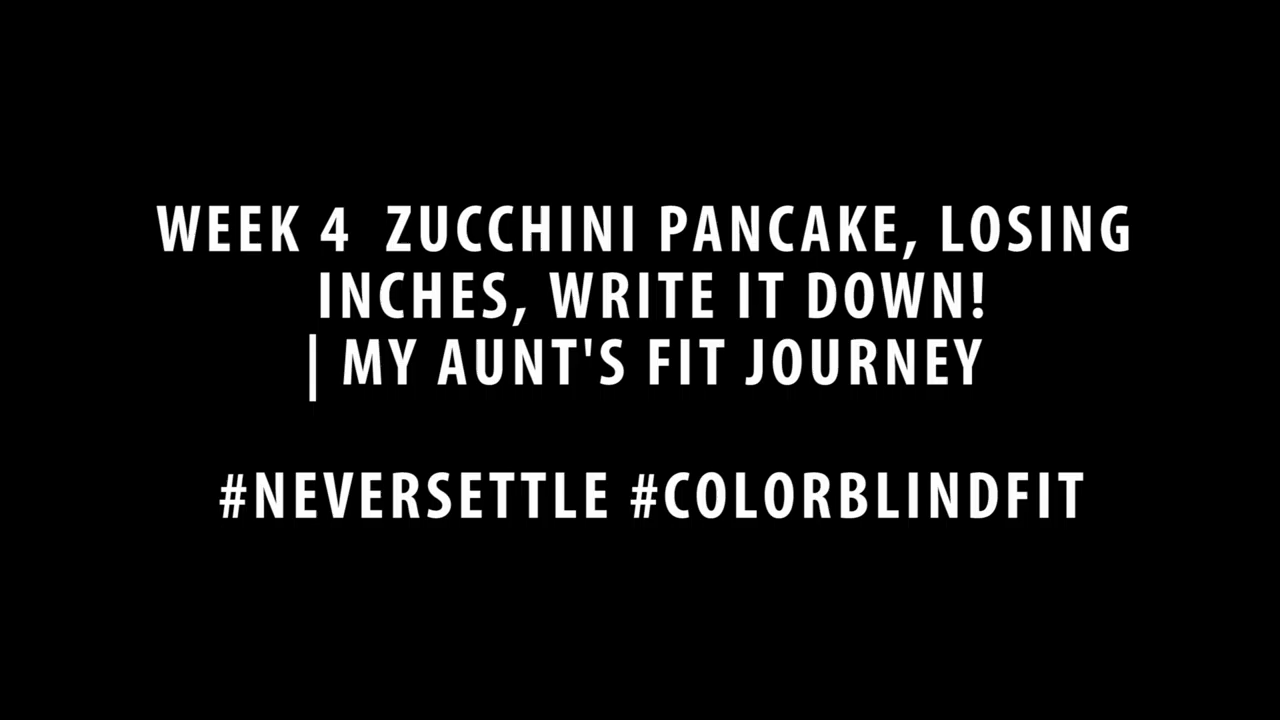 WEEK 4  ZUCCHINI PANCAKE, LOSING
INCHES, WRITE IT DOWN!
| MY AUNT'S FIT JOURNEY
#NEVERSETTLE #COLORBLINDFIT